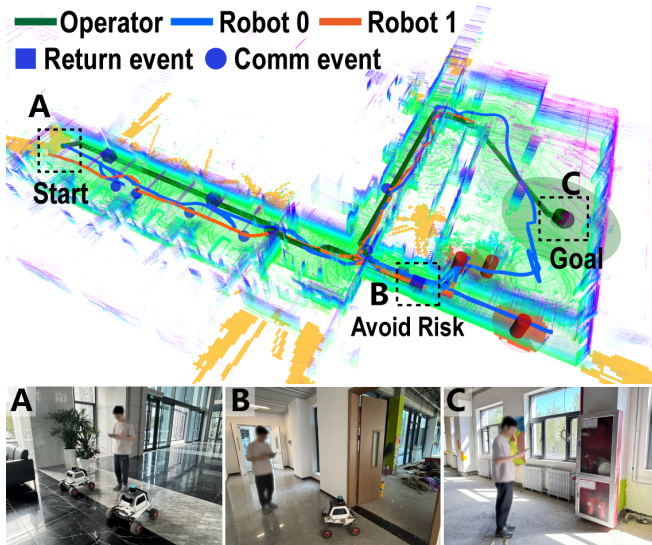 Operator Robot 0 Robot 1
Return event Comm event
A
Start
C
Goal
B
Avoid Risk
A B C